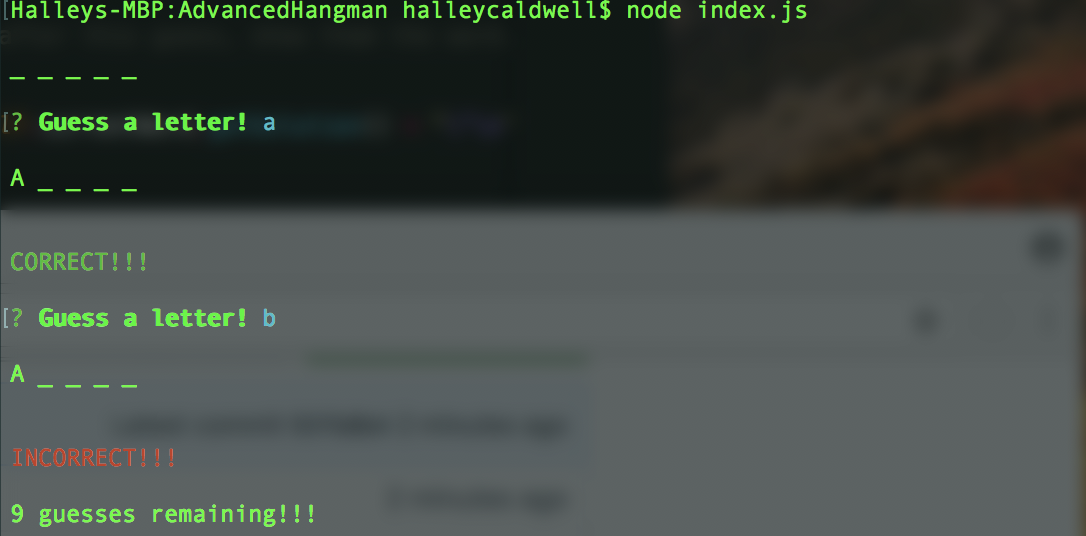 [Halleys-MBP:AdvancedHangman halleycaldwell$ node index.js
_ _ _ _ _
[? Guess a letter! a
A _ _ _ _
CORRECT!!!
[? Guess a letter! b
A _ _ _ _
INCORRECT!!!
9 guesses remaining!!!